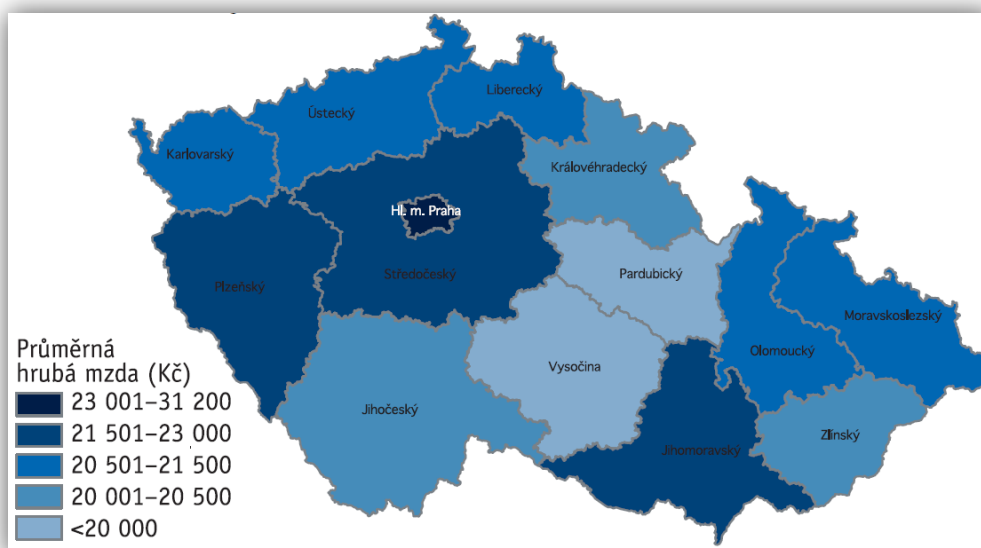 Liberecký
Ústecký
Karlovarský
Královéhradecký
Hl. m. Praha
Středočeský
Pardubický
Plzeňský
Moravskoslezský
Olomoucký
Vysočina
Jihočeský
Zlínský
Jihomoravský
Průměrná
hrubá mzda (Kč)
23 001–31 200
21 501–23 000
20 501–21 500
20 001–20 500
<20 000